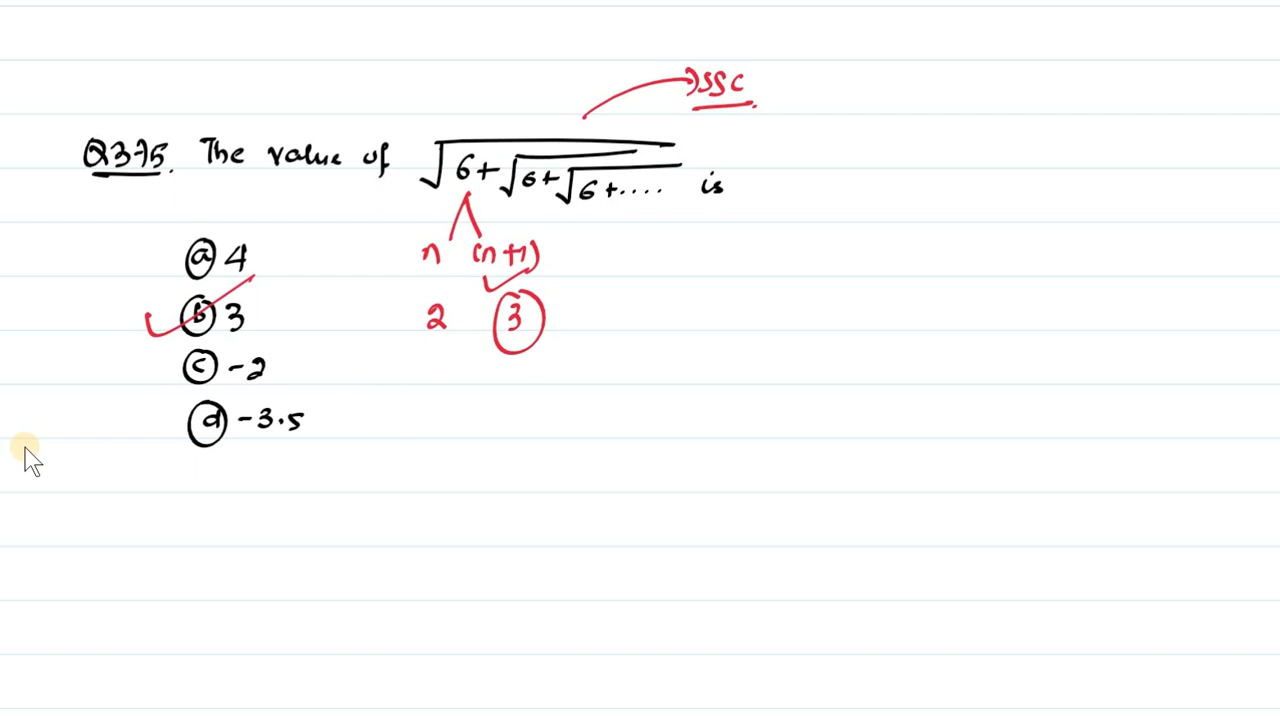 SSC
Q375. The value of √6+√6+√6+.... is
(a) 4 n (n+1)
(b) 3 2 3
(c) -2
(d) -3.5